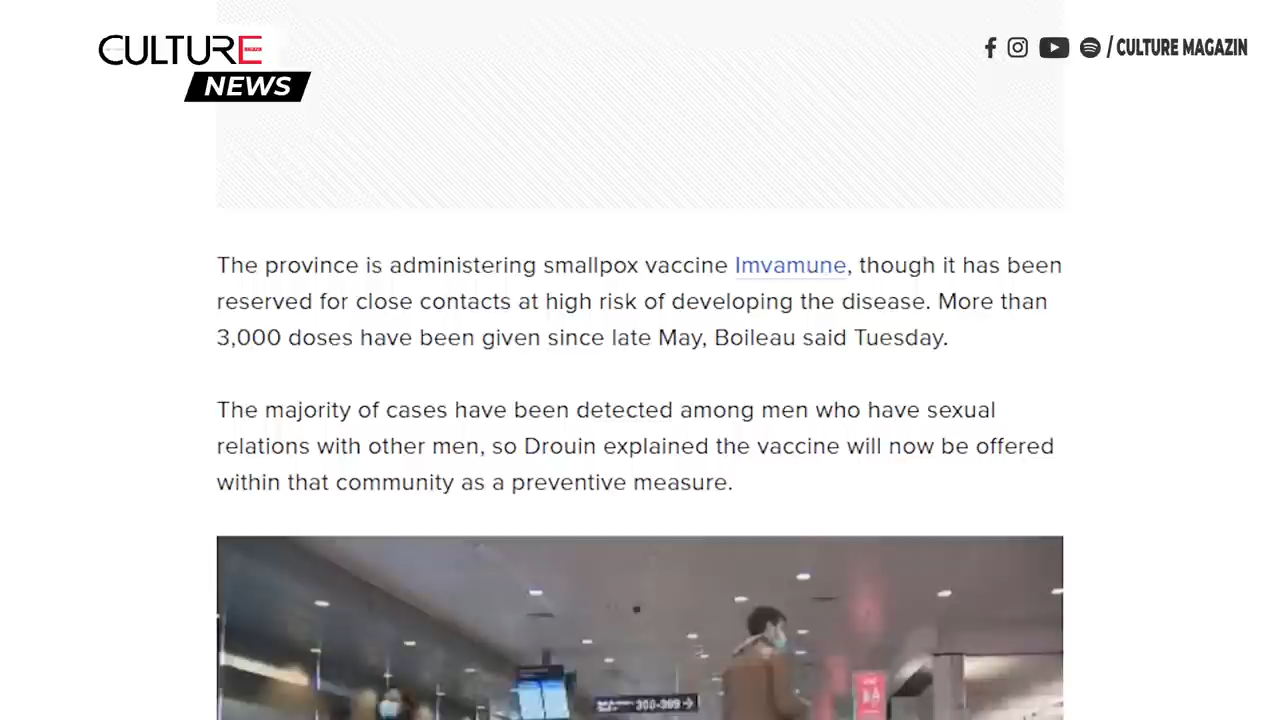 CULTURE
NEWS
/ CULTURE MAGAZIN
The province is administering smallpox vaccine Imvamune, though it has been
reserved for close contacts at high risk of developing the disease. More than
3,000 doses have been given since late May, Boileau said Tuesday.
The majority of cases have been detected among men who have sexual
relations with other men, so Drouin explained the vaccine will now be offered
within that community as a preventive measure.